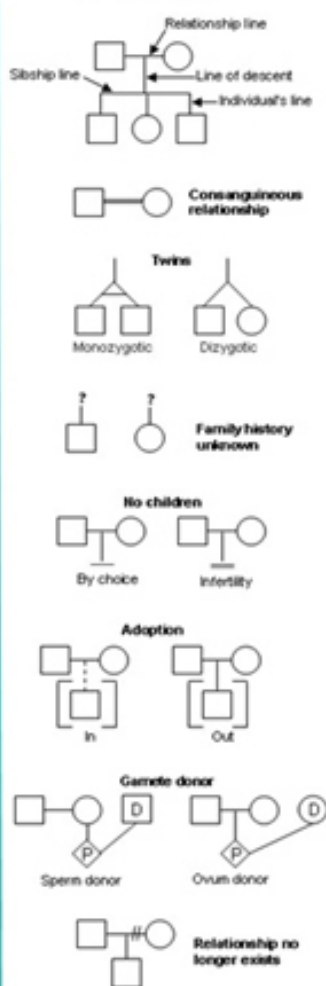 Relationship line
Sibship line
Line of descent
Individual's line
Consanguineous
relationship
Twins
Monozygotic
Dizygotic
? ?
Family history
unknown
No children
By choice
Infertility
Adoption
In
Out
Gamete donor
D
D
P
P
Sperm donor
Ovum donor
Relationship no
longer exists